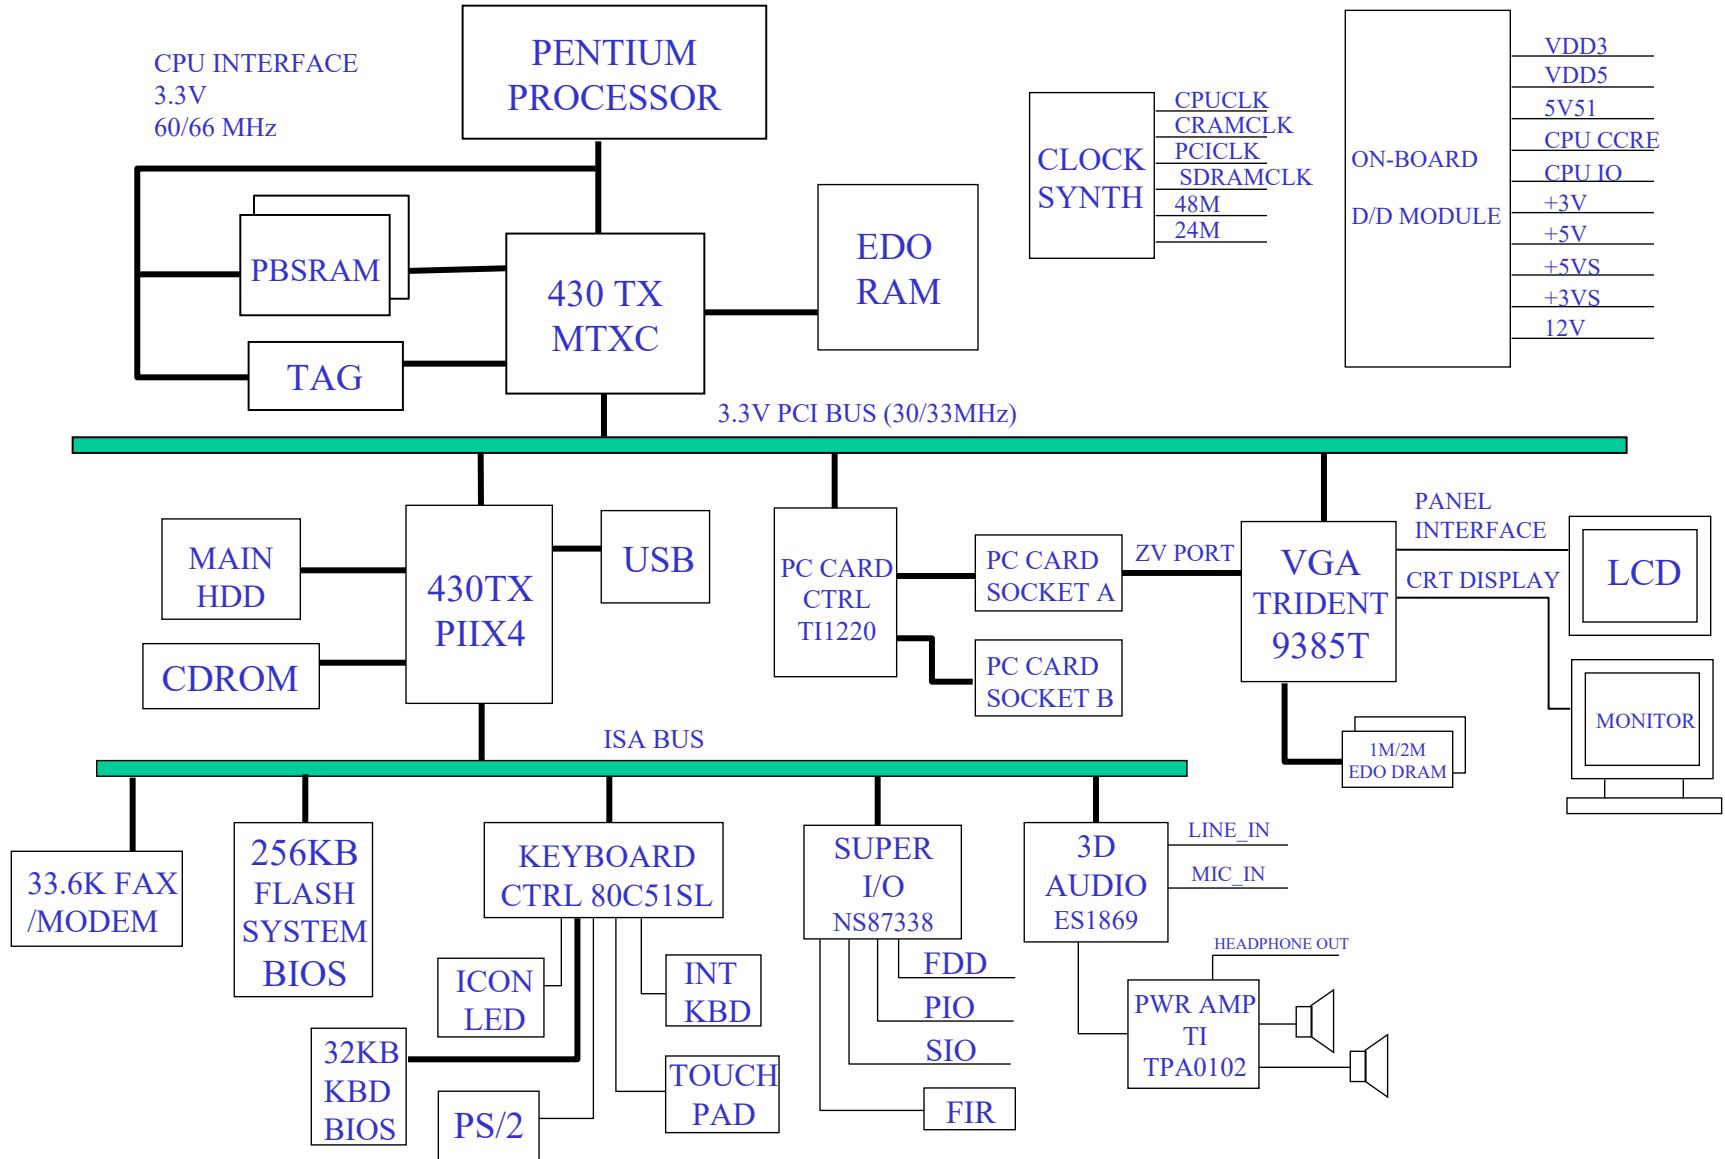 CPU INTERFACE
3.3V
60/66 MHz
PENTIUM
PROCESSOR
PBSRAM
TAG
430 TX
MTXC
EDO
RAM
CLOCK
SYNTH
CPUCLK
CRAMCLK
PCICLK
SDRAMCLK
48M
24M
ON-BOARD
D/D MODULE
VDD3
VDD5
5V51
CPU CCRE
CPU IO
+3V
+5V
+5VS
+3VS
12V
3.3V PCI BUS (30/33MHz)
MAIN
HDD
CDROM
430TX
PIIX4
USB
PC CARD
CTRL
TI1220
PC CARD
SOCKET A
PC CARD
SOCKET B
ZV PORT
VGA
TRIDENT
9385T
PANEL
INTERFACE
CRT DISPLAY
LCD
MONITOR
1M/2M
EDO DRAM
ISA BUS
33.6K FAX
/MODEM
256KB
FLASH
SYSTEM
BIOS
KEYBOARD
CTRL 80C51SL
ICON
LED
32KB
KBD
BIOS
PS/2
INT
KBD
TOUCH
PAD
SUPER
I/O
NS87338
FDD
PIO
SIO
FIR
3D
AUDIO
ES1869
LINE_IN
MIC_IN
HEADPHONE OUT
PWR AMP
TI
TPA0102